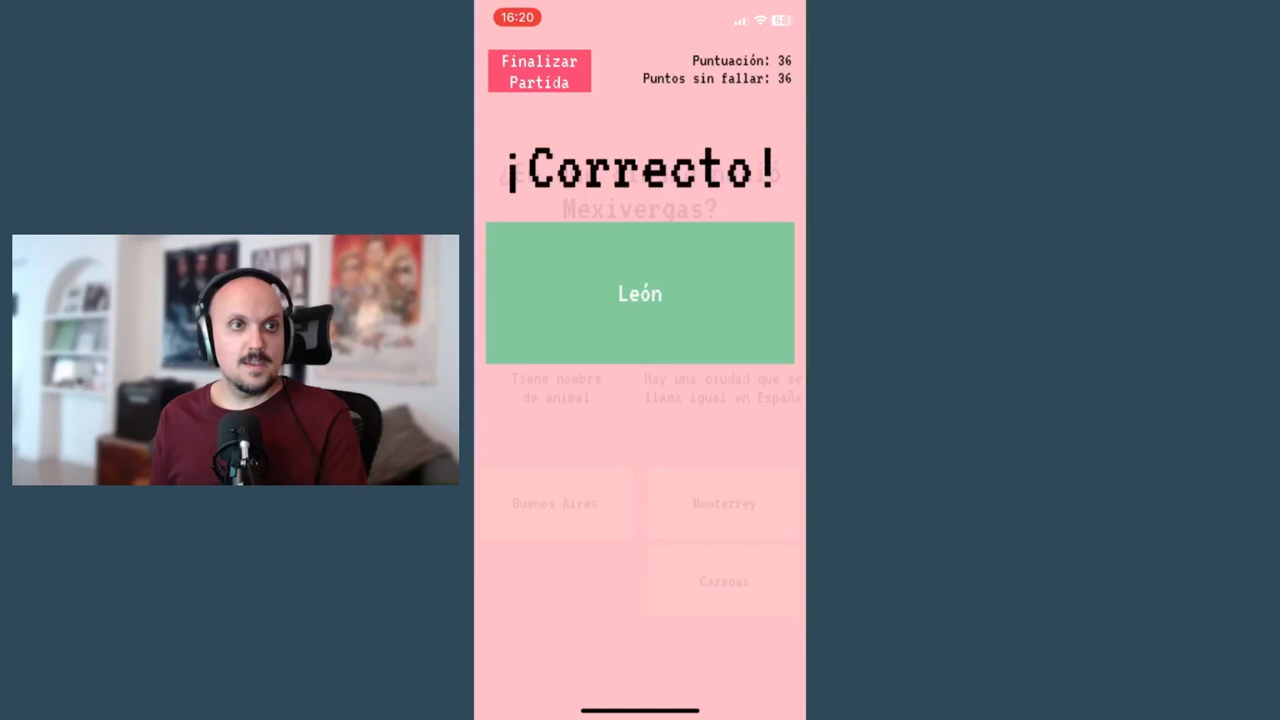 16:20
58
Finalizar
Partida
Puntuación: 36
Puntos sin fallar: 36
¡Correcto!
Mexivergas?
León
Tiene nombre
de animal
Hay una ciudad que se
llama igual en España
Buenos Aires
Monterrey
Caracas